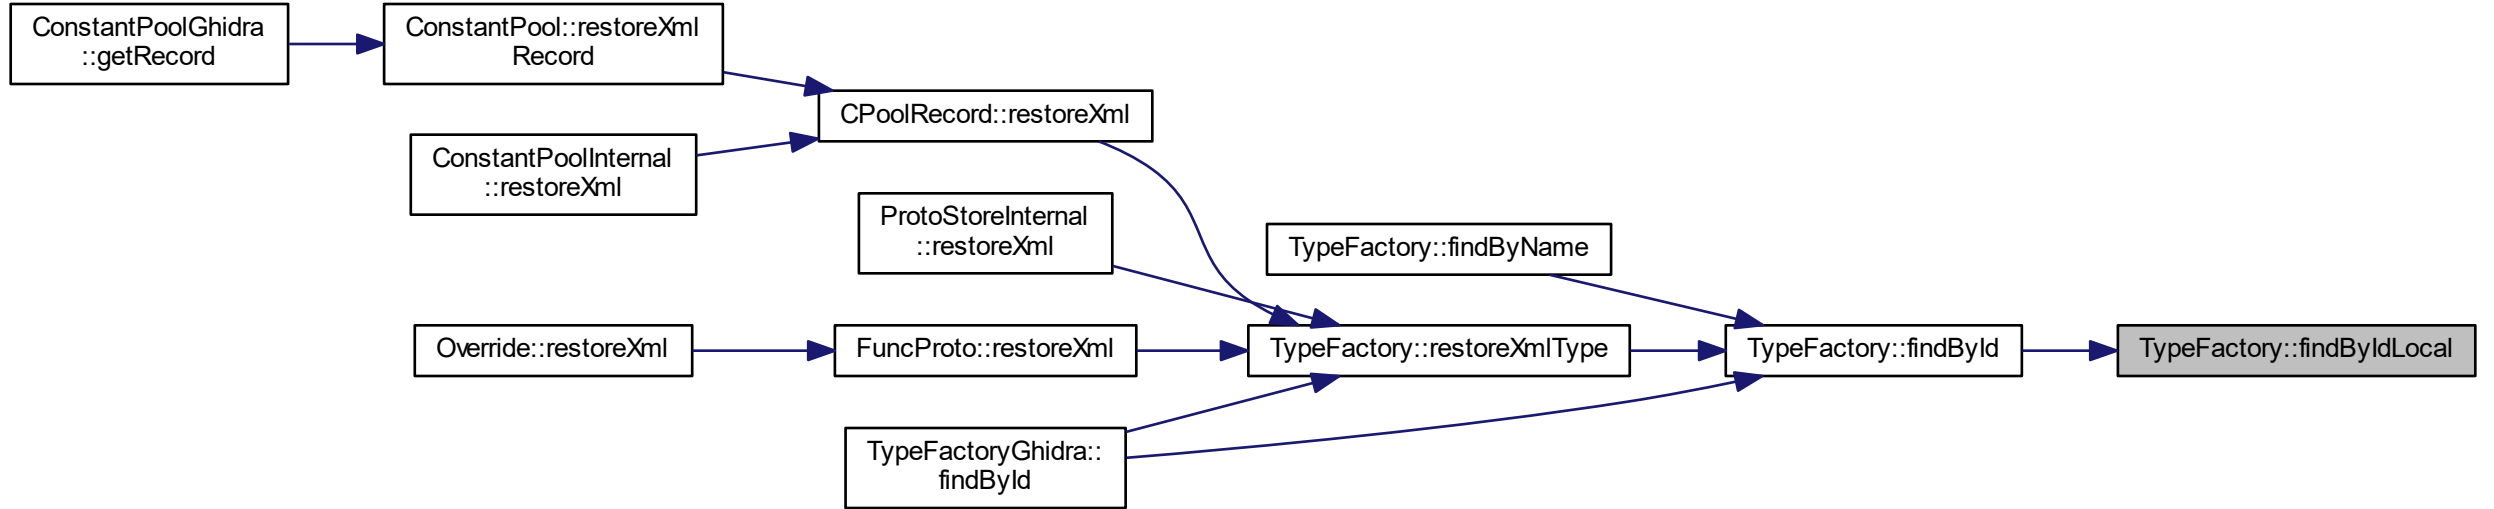 ConstantPoolGhidra
::getRecord
ConstantPool::restoreXml
Record
CPoolRecord::restoreXml
ConstantPoolInternal
::restoreXml
ProtoStoreInternal
::restoreXml
TypeFactory::findByName
Override::restoreXml
FuncProto::restoreXml
TypeFactory::restoreXmlType
TypeFactory::findById
TypeFactory::findByIdLocal
TypeFactoryGhidra::
findById